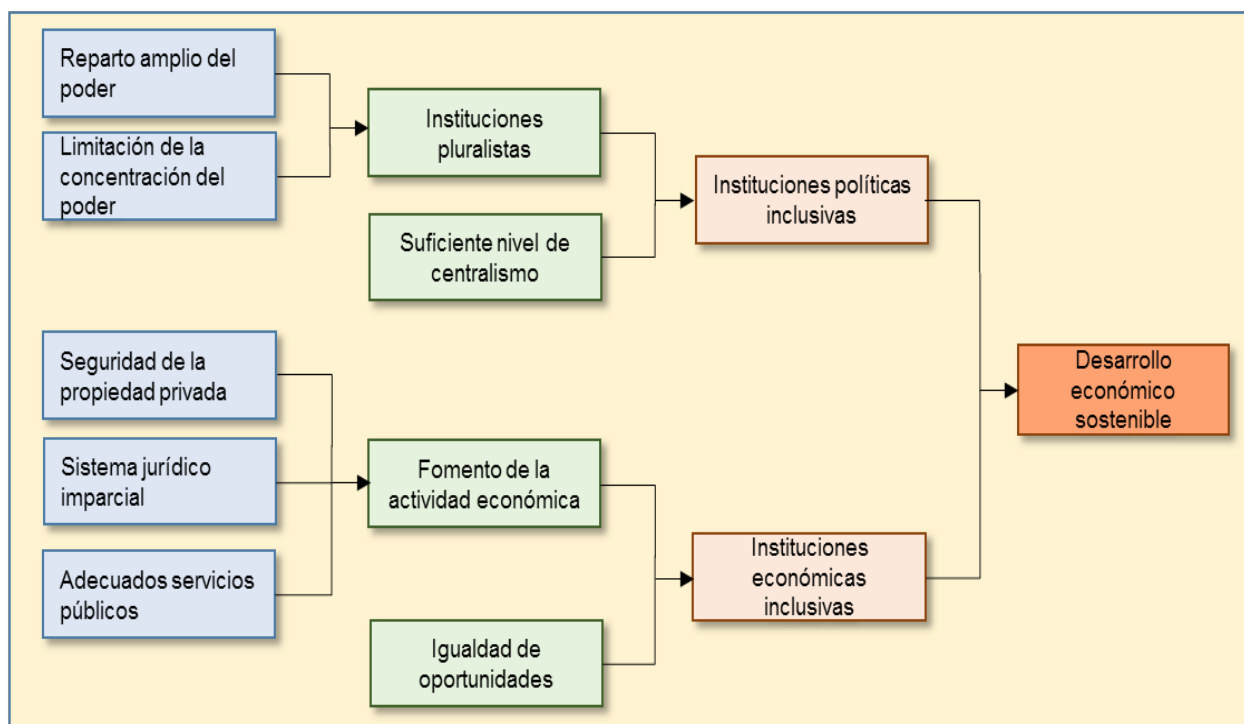 Reparto amplio del
poder
Limitación de la
concentración del
poder
Instituciones
pluralistas
Suficiente nivel de
centralismo
Instituciones políticas
inclusivas
Seguridad de la
propiedad privada
Sistema jurídico
imparcial
Adecuados servicios
públicos
Fomento de la
actividad económica
Igualdad de
oportunidades
Instituciones
económicas
inclusivas
Desarrollo
económico
sostenible